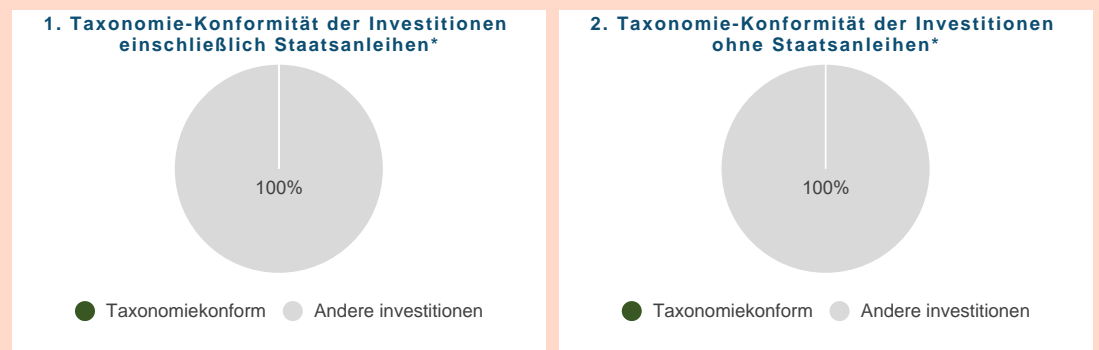 1. Taxonomie-Konformität der Investitionen
einschließlich Staatsanleihen*
100%
Taxonomiekonform
Andere investitionen
2. Taxonomie-Konformität der Investitionen
ohne Staatsanleihen*
100%
Taxonomiekonform
Andere investitionen